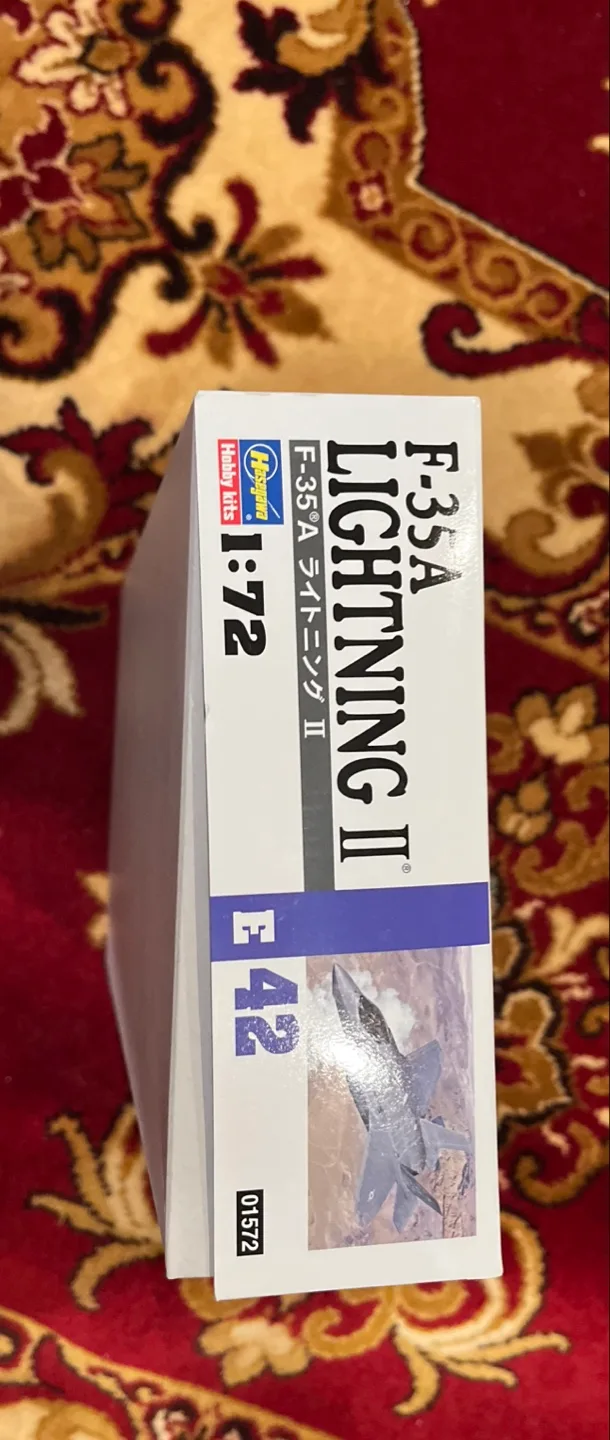 F-35A
LIGHTNING II®
F-35®A ライトニング II
Hasegawa®
Hobby kits
1:72
E 42
01572